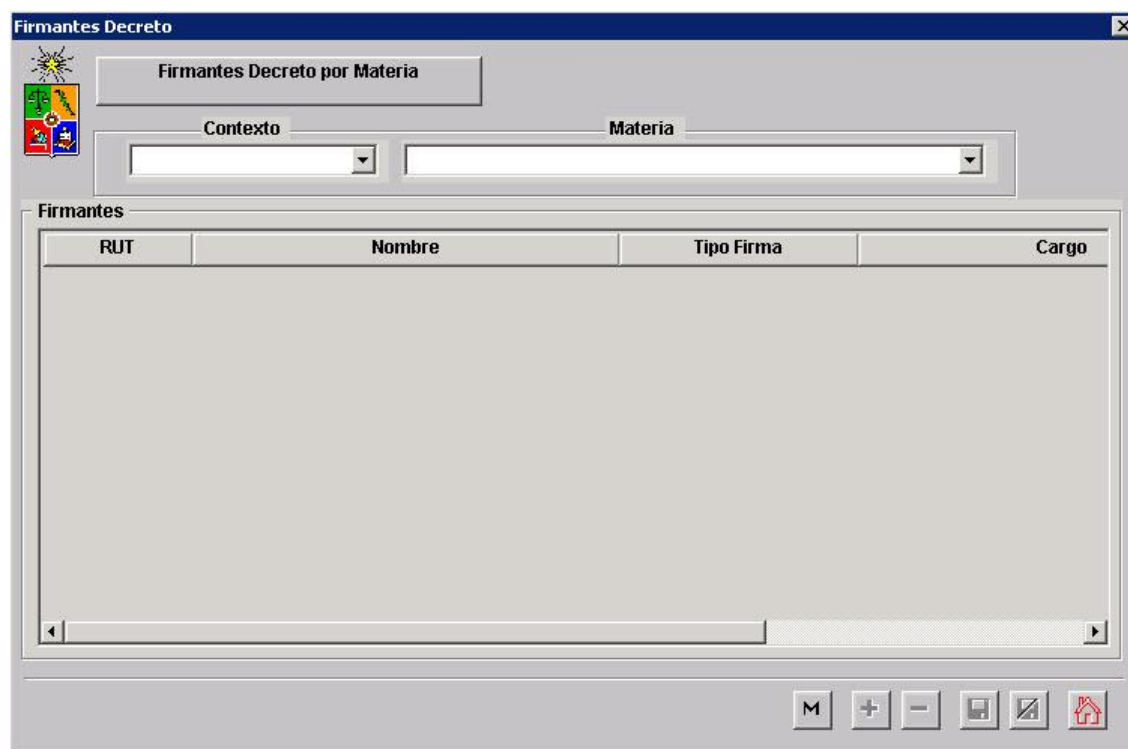 Firmantes Decreto
Firmantes Decreto por Materia
Contexto
Materia
Firmantes
RUT Nombre Tipo Firma Cargo
M